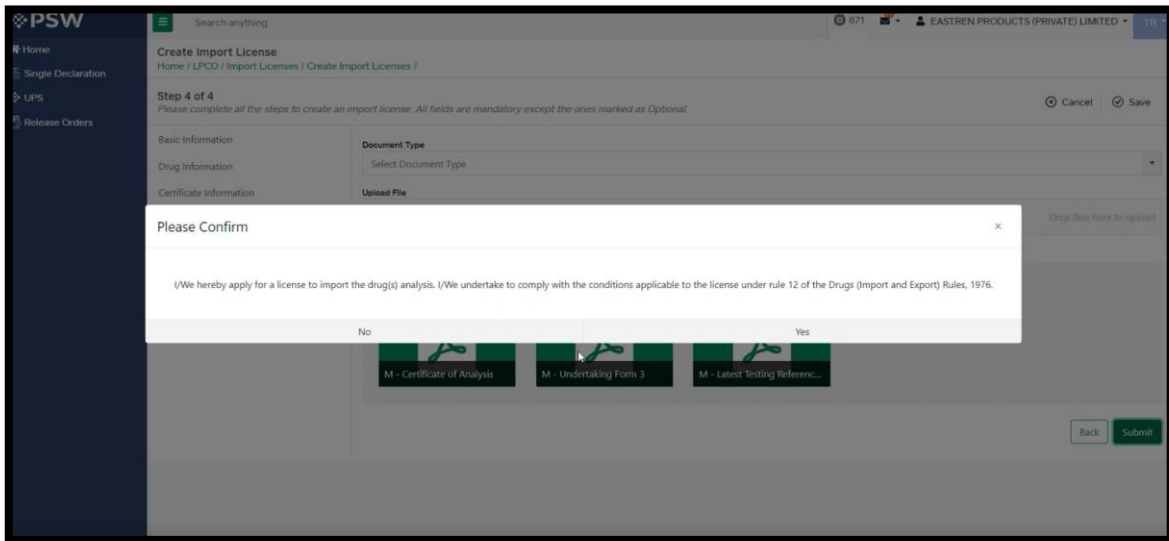 PSW
Search anything
871
EASTREN PRODUCTS (PRIVATE) LIMITED
TR
Home
Single Declaration
UPS
Release Orders
Create Import License
Home / LPCO / Import Licenses / Create Import Licenses /
Step 4 of 4
Please complete all the steps to create an import license. All fields are mandatory except the ones marked as Optional.
Cancel
Save
Basic Information
Drug Information
Certificate Information
Document Type
Select Document Type
Upload File
Drop files here to upload
Please Confirm
×
I/We hereby apply for a license to import the drug(s) analysis. I/We undertake to comply with the conditions applicable to the license under rule 12 of the Drugs (Import and Export) Rules, 1976.
No
Yes
M - Certificate of Analysis
M - Undertaking Form 3
M - Latest Testing Referenc...
Back
Submit